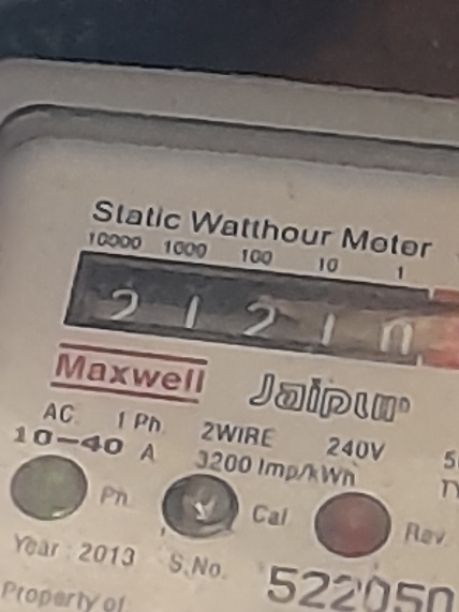 Static Watthour Meter
10000 1000 100 10 1
2 1 2 1 0
Maxwell Jaipur
AC 1 Ph. 2WIRE 240V
10-40 A 3200 Imp/kWh
Ph. Cal Rev
Year : 2013 S.No.
522050
Property of